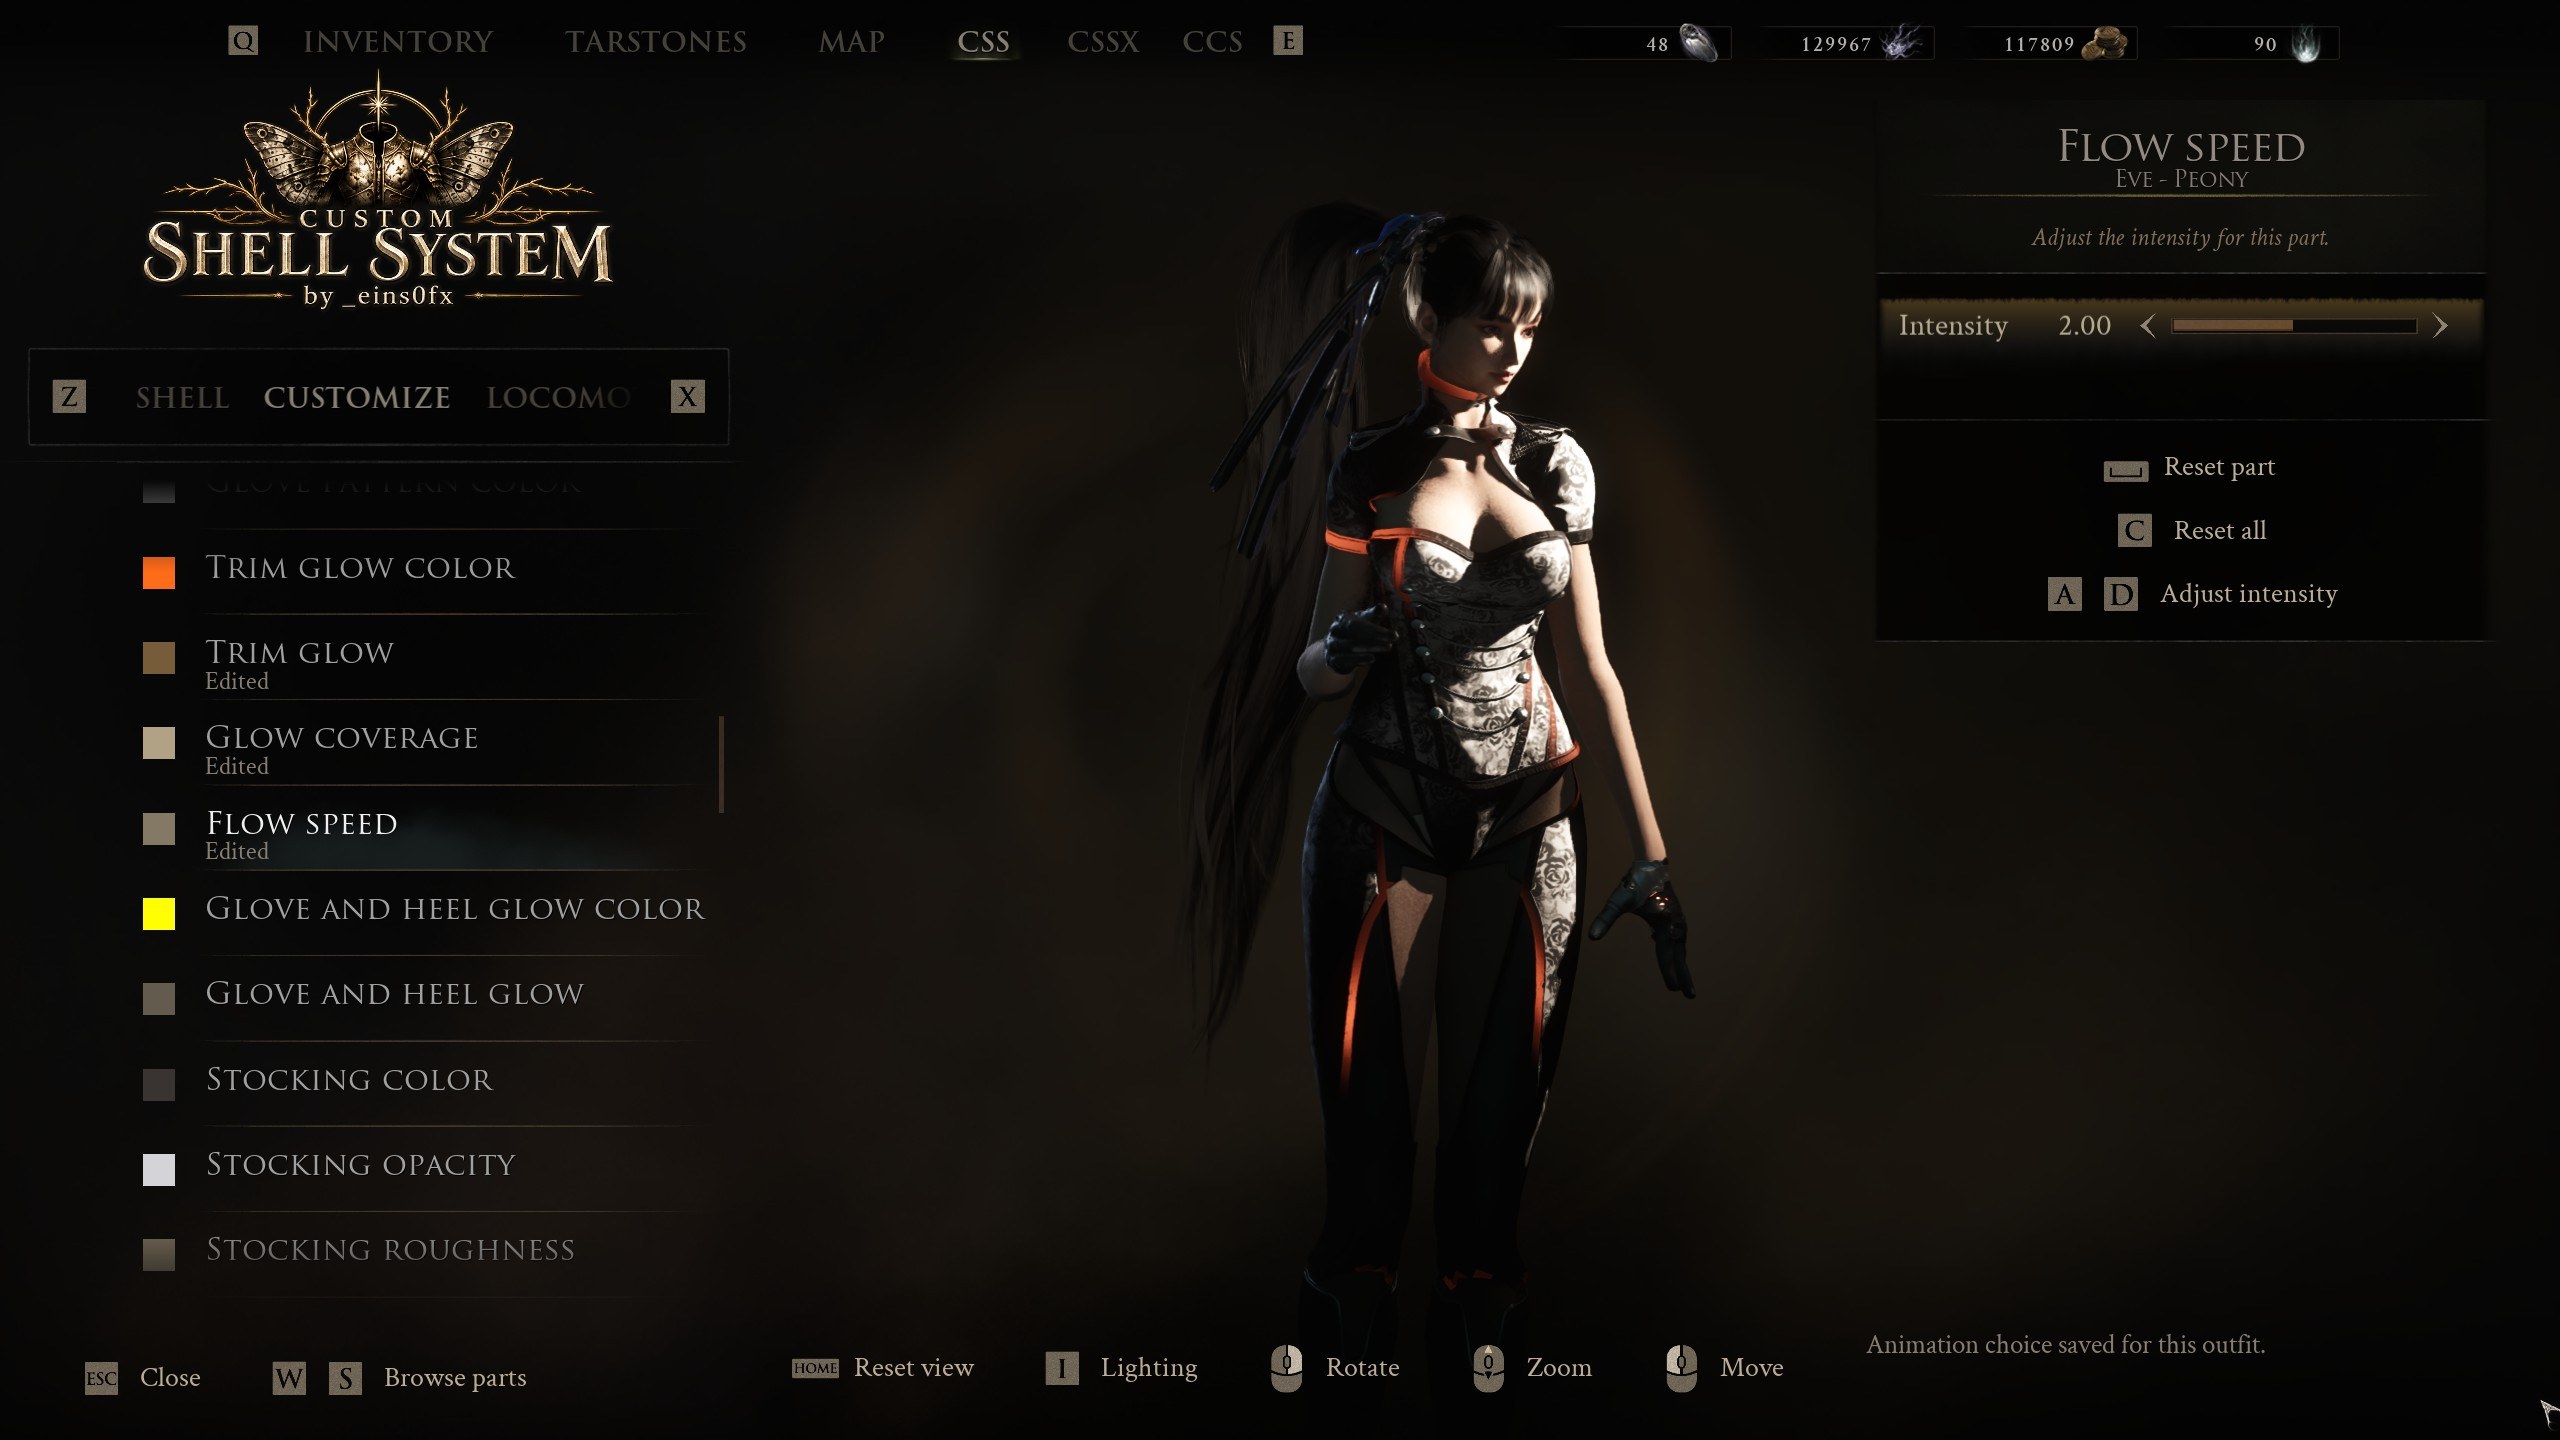 Q INVENTORY TARSTONES MAP CSS CSSX CCS E
48 129967 117809 90
CUSTOM
SHELL SYSTEM
by _eins0fx
Z SHELL CUSTOMIZE LOCOMO X
GLOVE PATTERN COLOR
TRIM GLOW COLOR
TRIM GLOW
Edited
GLOW COVERAGE
Edited
FLOW SPEED
Edited
GLOVE AND HEEL GLOW COLOR
GLOVE AND HEEL GLOW
STOCKING COLOR
STOCKING OPACITY
STOCKING ROUGHNESS
FLOW SPEED
EVE - PEONY
Adjust the intensity for this part.
Intensity 2.00
Reset part
C Reset all
A D Adjust intensity
Animation choice saved for this outfit.
ESC Close W S Browse parts HOME Reset view I Lighting Rotate Zoom Move